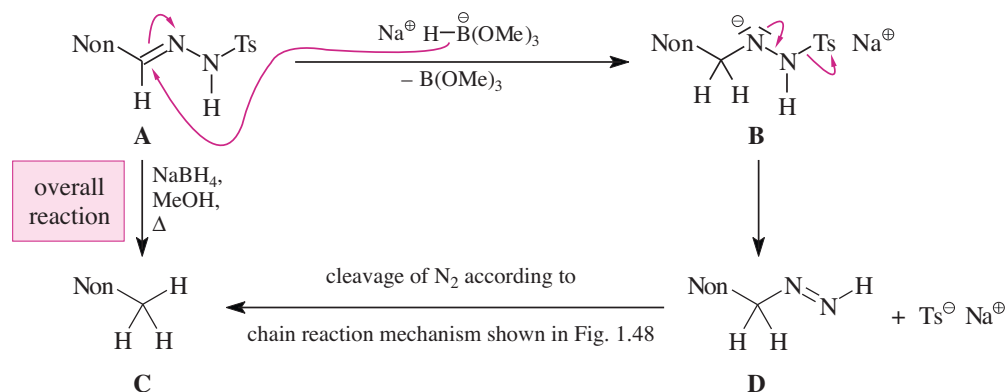 Non N Ts
N
H H
A
Na⊕ H–B⊖(OMe)3
– B(OMe)3
Non ⊖N Ts Na⊕
N
H H H
B
overall
reaction
NaBH4,
MeOH,
Δ
Non H
H H
C
cleavage of N2 according to
chain reaction mechanism shown in Fig. 1.48
Non N=N H
H H
D
+ Ts⊖ Na⊕